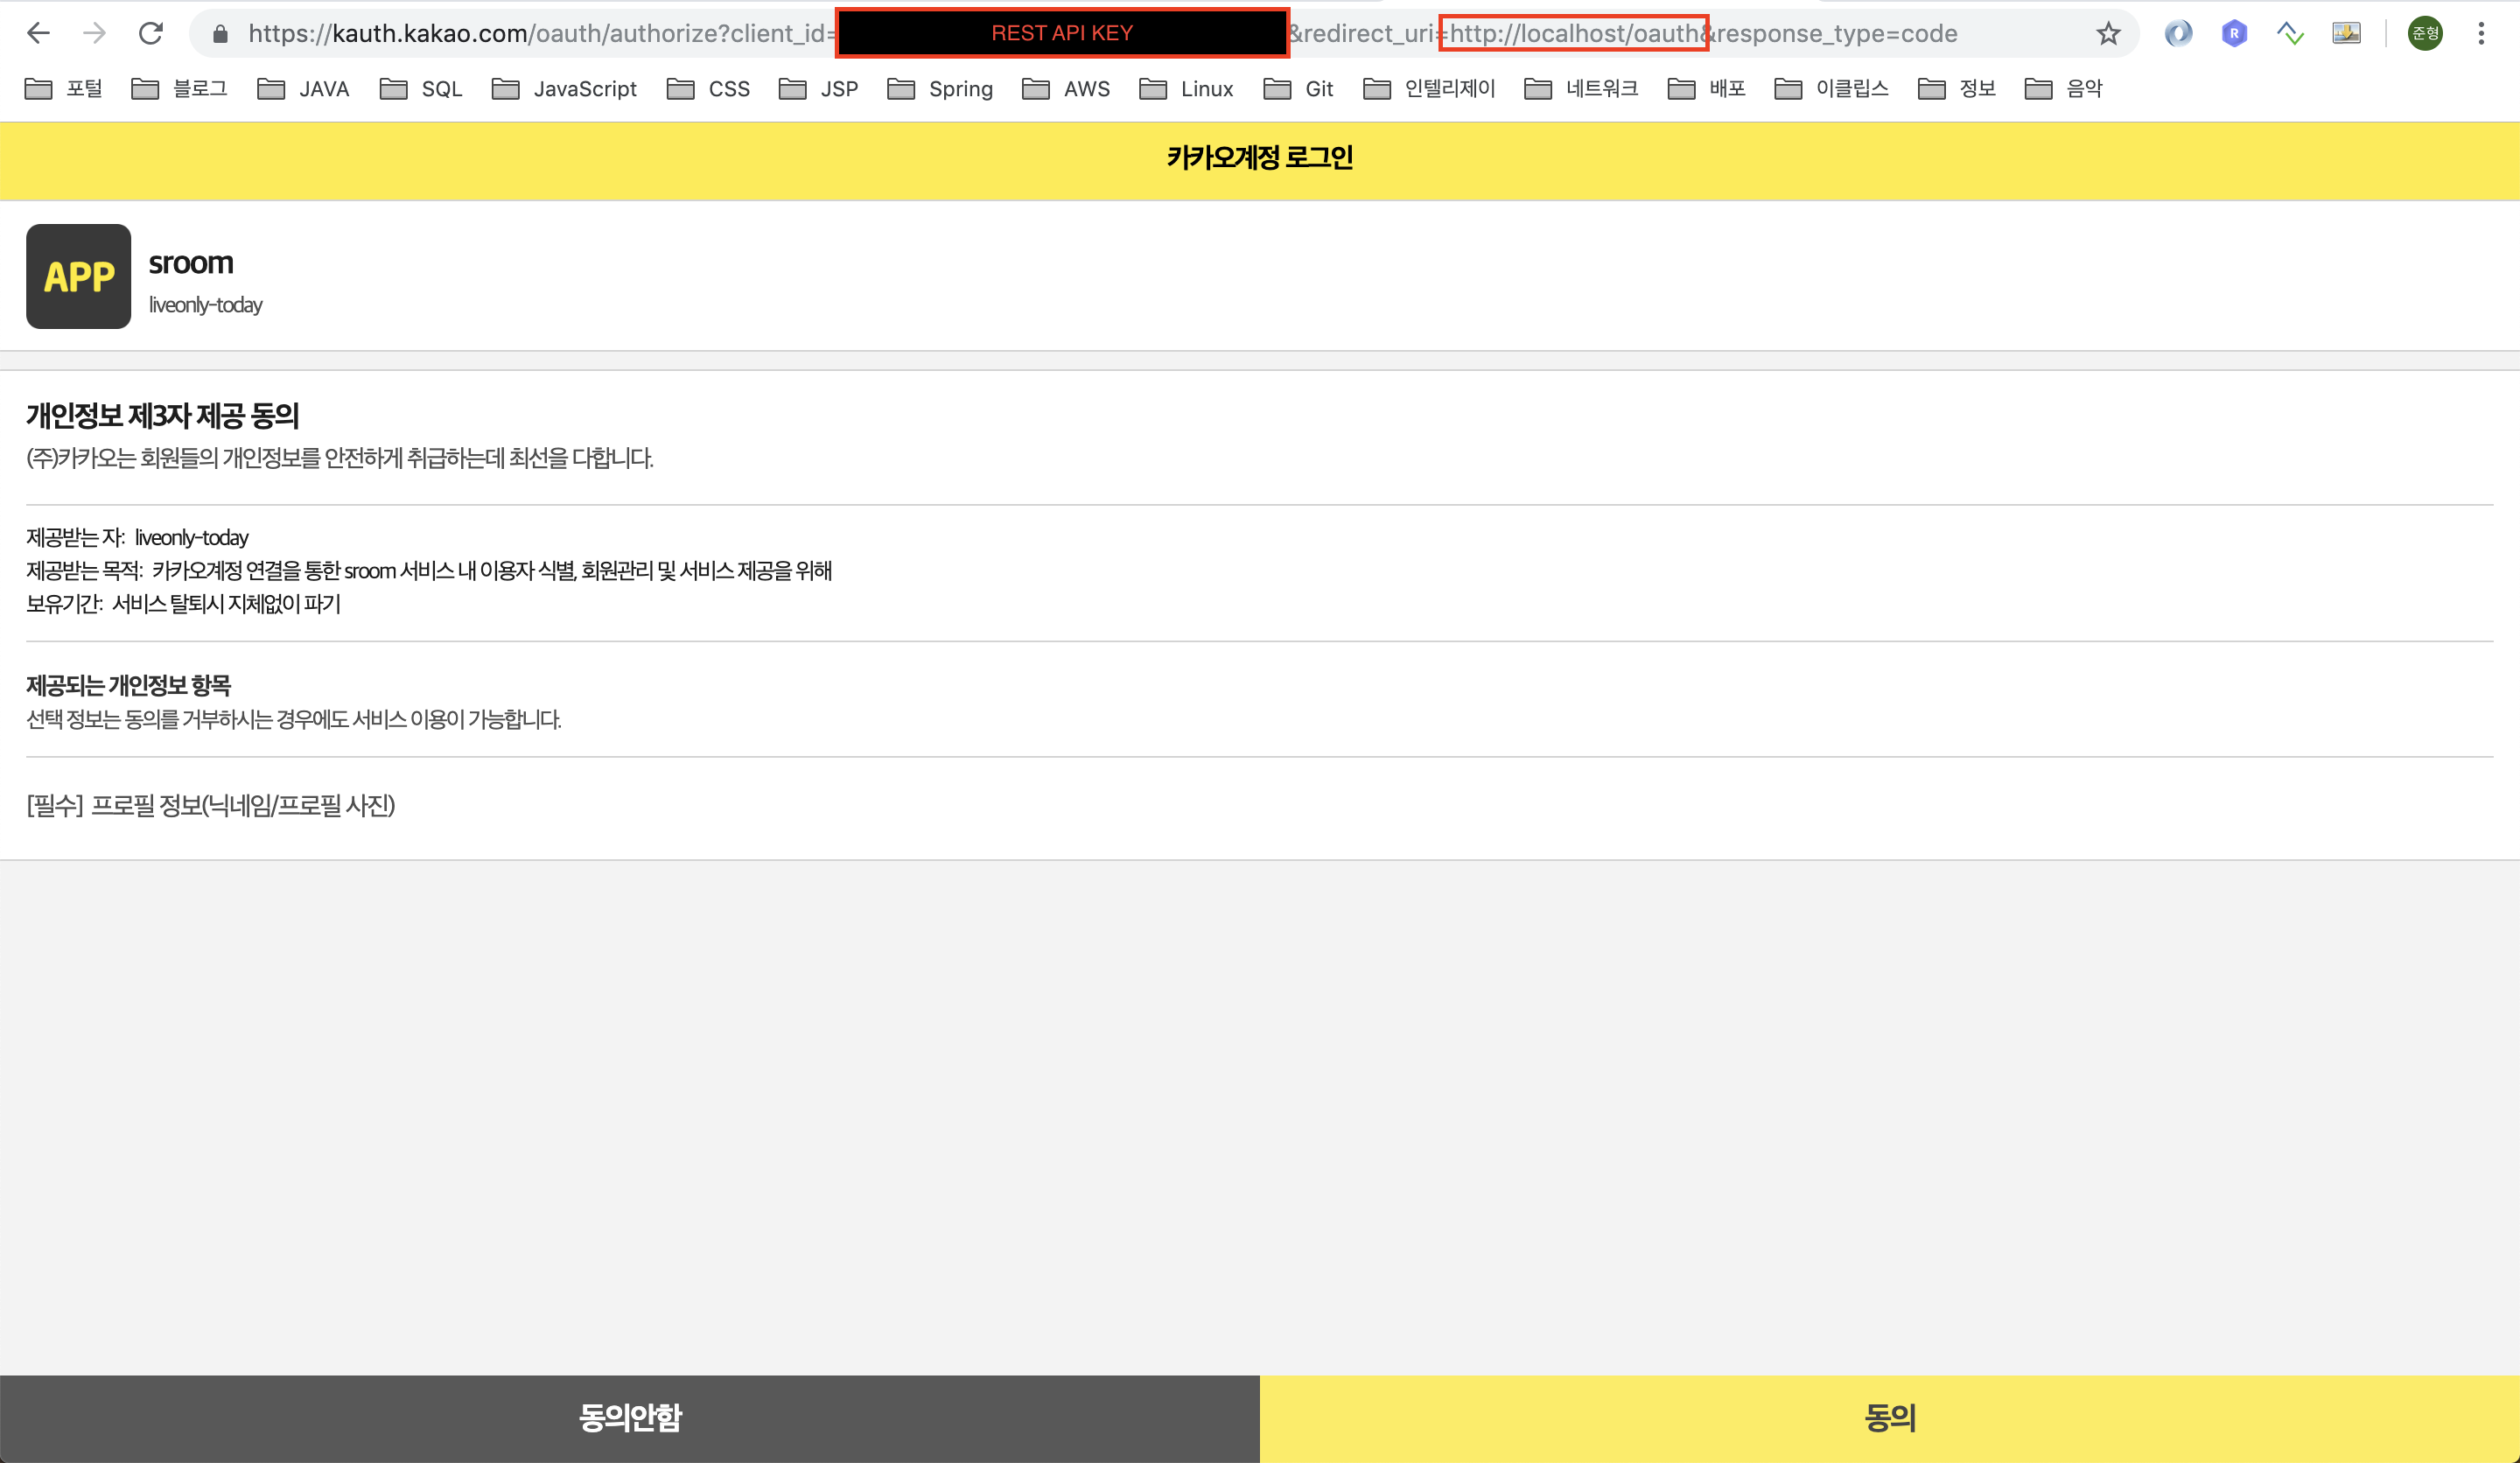 https://kauth.kakao.com/oauth/authorize?client_id= REST API KEY &redirect_uri=http://localhost/oauth&response_type=code
R
준형
포털 블로그 JAVA SQL JavaScript CSS JSP Spring AWS Linux Git 인텔리제이 네트워크 배포 이클립스 정보 음악
카카오계정 로그인
APP
sroom
liveonly-today
개인정보 제3자 제공 동의
(주)카카오는 회원들의 개인정보를 안전하게 취급하는데 최선을 다합니다.
제공받는 자: liveonly-today
제공받는 목적: 카카오계정 연결을 통한 sroom 서비스 내 이용자 식별, 회원관리 및 서비스 제공을 위해
보유기간: 서비스 탈퇴시 지체없이 파기
제공되는 개인정보 항목
선택 정보는 동의를 거부하시는 경우에도 서비스 이용이 가능합니다.
[필수] 프로필 정보(닉네임/프로필 사진)
동의안함
동의